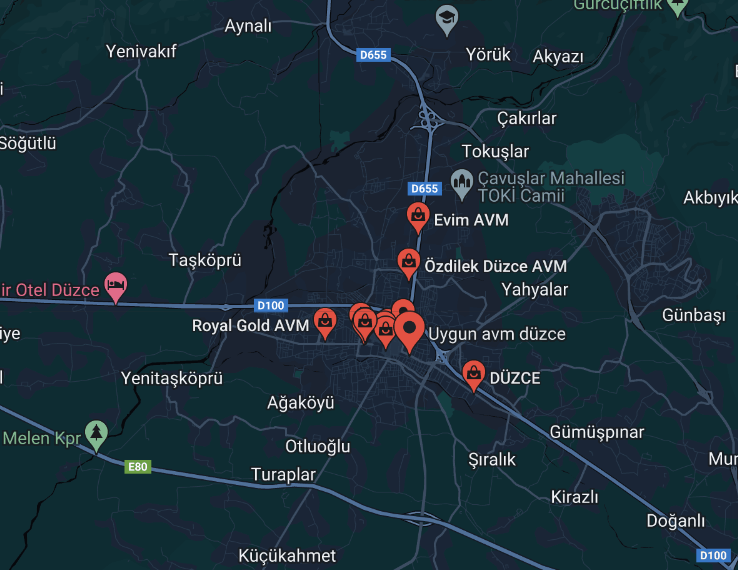 Gürcüçiftlik
Aynalı
Yenivakıf
D655
Yörük
Akyazı
Çakırlar
Söğütlü
Tokuşlar
D655
Çavuşlar Mahallesi
TOKİ Camii
Akbıyık
Evim AVM
Taşköprü
Özdilek Düzce AVM
ir Otel Düzce
Yahyalar
D100
Günbaşı
Royal Gold AVM
Uygun avm düzce
iye
Yenitaşköprü
DÜZCE
Ağaköyü
Gümüşpınar
Melen Kpr
Otluoğlu
Şıralık
Mur
E80
Turaplar
Kirazlı
Doğanlı
Küçükahmet
D100